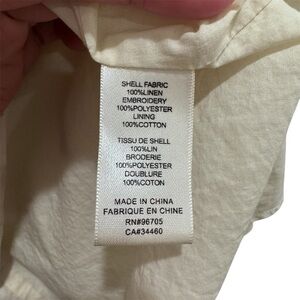 SHELL FABRIC
100%LINEN
EMBROIDERY
100%POLYESTER
LINING
100%COTTON
TISSU DE SHELL
100%LIN
BRODERIE
100%POLYESTER
DOUBLURE
100%COTON
MADE IN CHINA
FABRIQUE EN CHINE
RN#96705
CA#34460